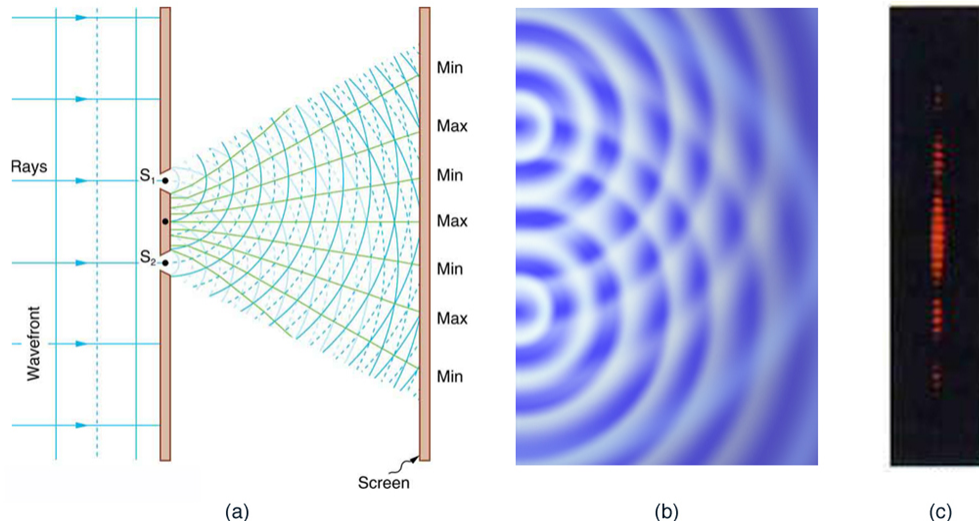 Rays
Wavefront
S1
S2
Min
Max
Min
Max
Min
Max
Min
Screen
(a)
(b)
(c)